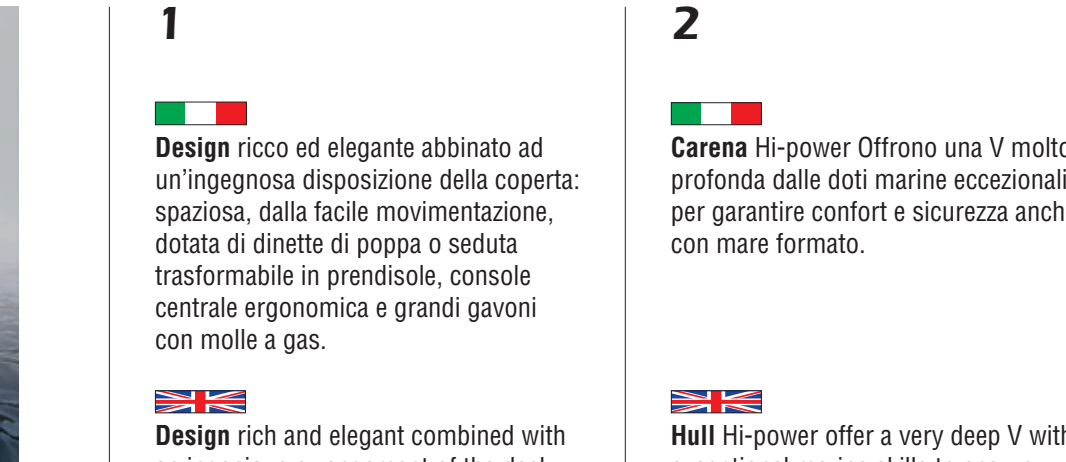 1
Design ricco ed elegante abbinato ad
un'ingegnosa disposizione della coperta:
spaziosa, dalla facile movimentazione,
dotata di dinette di poppa o seduta
trasformabile in prendisole, console
centrale ergonomica e grandi gavoni
con molle a gas.
Design rich and elegant combined with
2
Carena Hi-power Offrono una V molto
profonda dalle doti marine eccezionali
per garantire confort e sicurezza anch
con mare formato.
Hull Hi-power offer a very deep V with